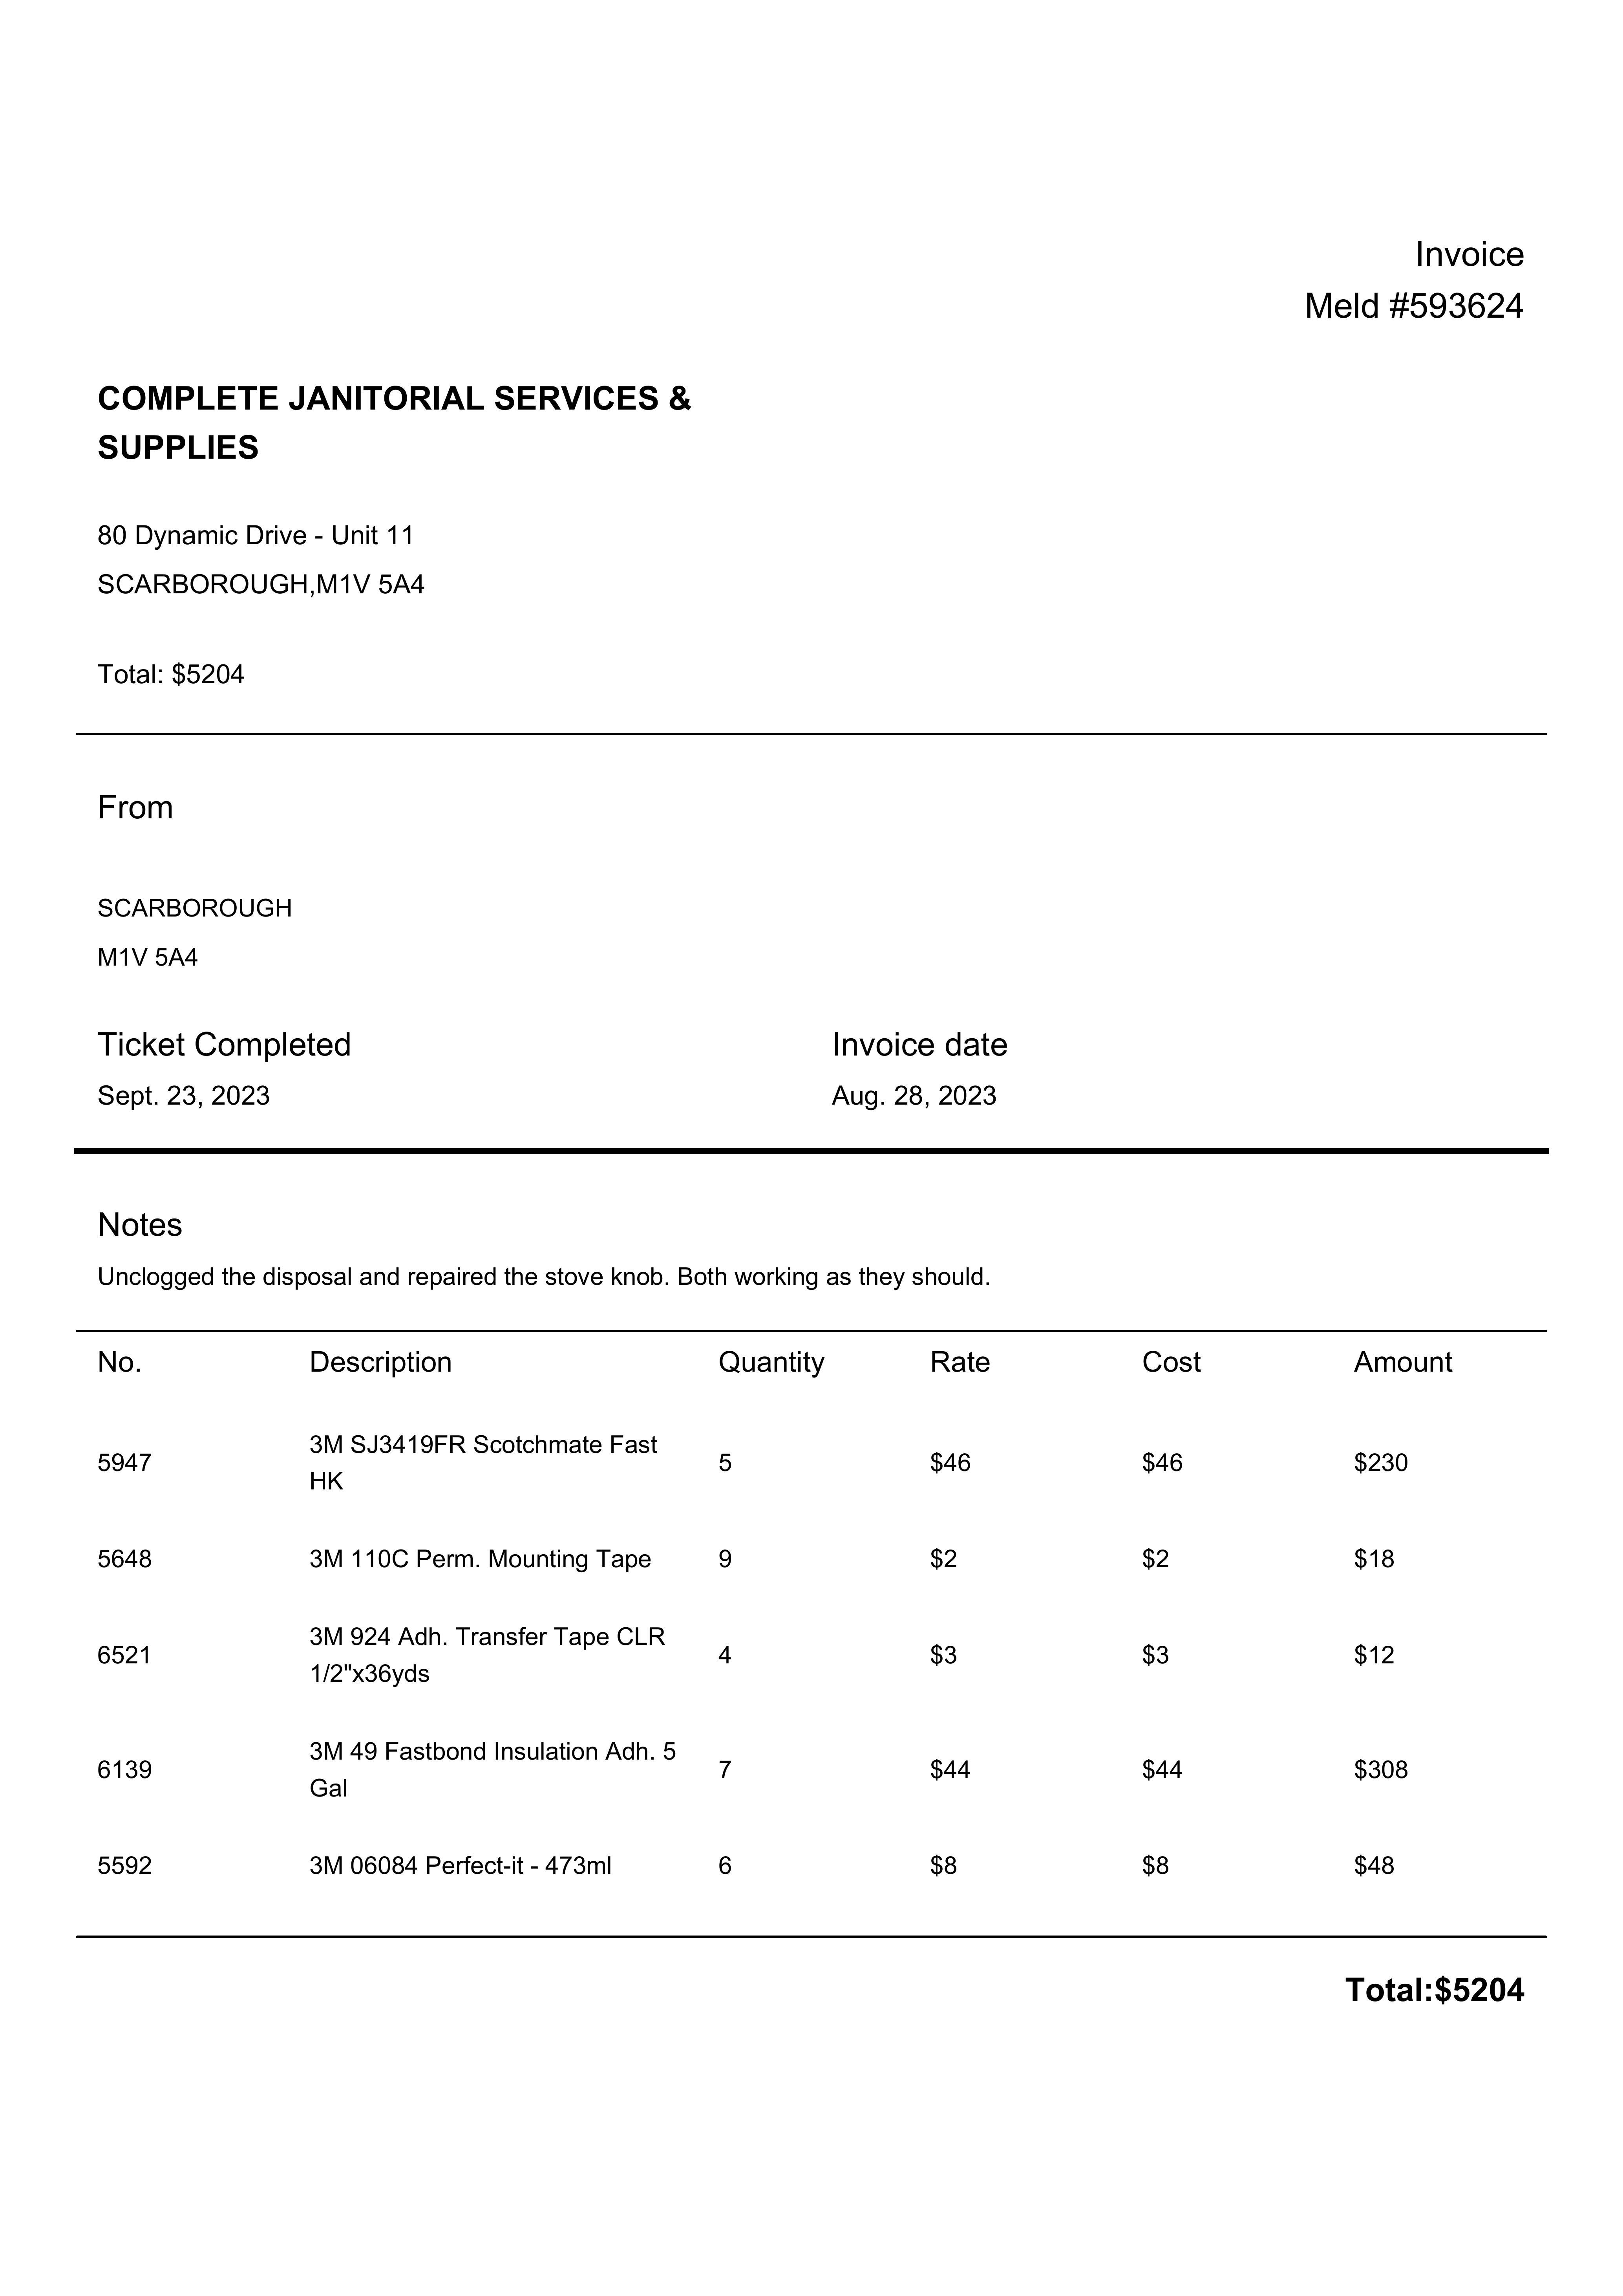 Invoice
Meld #593624
COMPLETE JANITORIAL SERVICES &
SUPPLIES
80 Dynamic Drive - Unit 11
SCARBOROUGH,M1V 5A4
Total: $5204
From
SCARBOROUGH
M1V 5A4
Ticket Completed Invoice date
Sept. 23, 2023 Aug. 28, 2023
Notes
Unclogged the disposal and repaired the stove knob. Both working as they should.
No. Description Quantity Rate Cost Amount
5947 3M SJ3419FR Scotchmate Fast
HK 5 $46 $46 $230
5648 3M 110C Perm. Mounting Tape 9 $2 $2 $18
6521 3M 924 Adh. Transfer Tape CLR
1/2"x36yds 4 $3 $3 $12
6139 3M 49 Fastbond Insulation Adh. 5
Gal 7 $44 $44 $308
5592 3M 06084 Perfect-it - 473ml 6 $8 $8 $48
Total:$5204